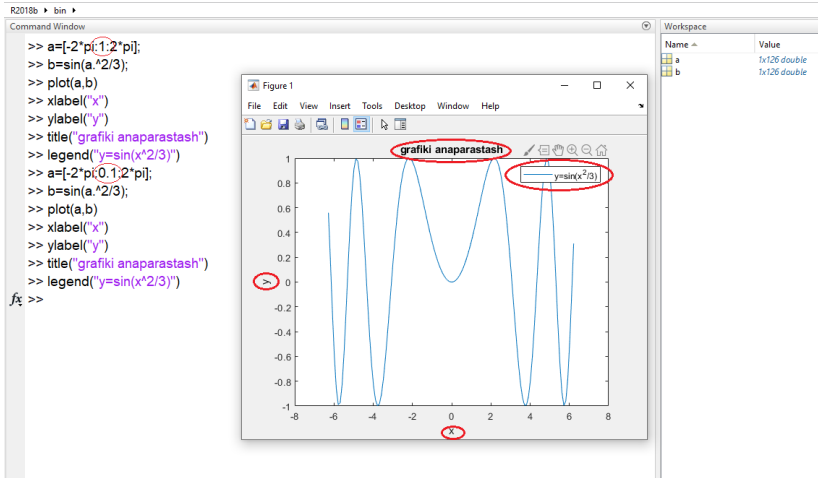 R2018b ▸ bin ▸
Command Window
>> a=[-2*pi:1:2*pi];
>> b=sin(a.^2/3);
>> plot(a,b)
>> xlabel("x")
>> ylabel("y")
>> title("grafiki anaparastash")
>> legend("y=sin(x^2/3)")
>> a=[-2*pi:0.1:2*pi];
>> b=sin(a.^2/3);
>> plot(a,b)
>> xlabel("x")
>> ylabel("y")
>> title("grafiki anaparastash")
>> legend("y=sin(x^2/3)")
fx >>
Figure 1
File Edit View Insert Tools Desktop Window Help
grafiki anaparastash
y=sin(x²/3)
1
0.8
0.6
0.4
0.2
0
-0.2
-0.4
-0.6
-0.8
-1
y
-8 -6 -4 -2 0 2 4 6 8
x
Workspace
Name Value
a 1x126 double
b 1x126 double